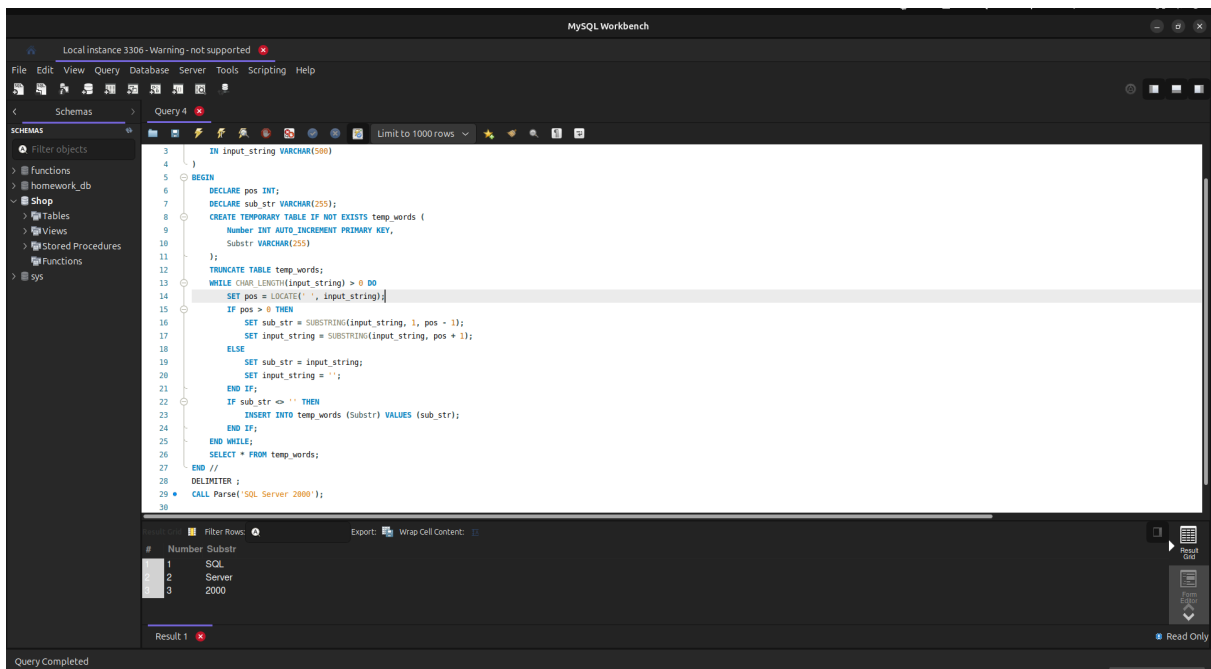 MySQL Workbench
Local instance 3306 - Warning - not supported
File Edit View Query Database Server Tools Scripting Help
Schemas
Query 4
SCHEMAS
Limit to 1000 rows
Filter objects
functions
homework_db
Shop
Tables
Views
Stored Procedures
Functions
sys
3 IN input_string VARCHAR(500)
4 )
5 BEGIN
6 DECLARE pos INT;
7 DECLARE sub_str VARCHAR(255);
8 CREATE TEMPORARY TABLE IF NOT EXISTS temp_words (
9 Number INT AUTO_INCREMENT PRIMARY KEY,
10 Substr VARCHAR(255)
11 );
12 TRUNCATE TABLE temp_words;
13 WHILE CHAR_LENGTH(input_string) > 0 DO
14 SET pos = LOCATE(' ', input_string);
15 IF pos > 0 THEN
16 SET sub_str = SUBSTRING(input_string, 1, pos - 1);
17 SET input_string = SUBSTRING(input_string, pos + 1);
18 ELSE
19 SET sub_str = input_string;
20 SET input_string = '';
21 END IF;
22 IF sub_str <> '' THEN
23 INSERT INTO temp_words (Substr) VALUES (sub_str);
24 END IF;
25 END WHILE;
26 SELECT * FROM temp_words;
27 END //
28 DELIMITER ;
29 CALL Parse('SQL Server 2000');
30
Result Grid Filter Rows: Export: Wrap Cell Content:
# Number Substr
1 1 SQL
2 2 Server
3 3 2000
Result Grid
Form Editor
Result 1
Read Only
Query Completed